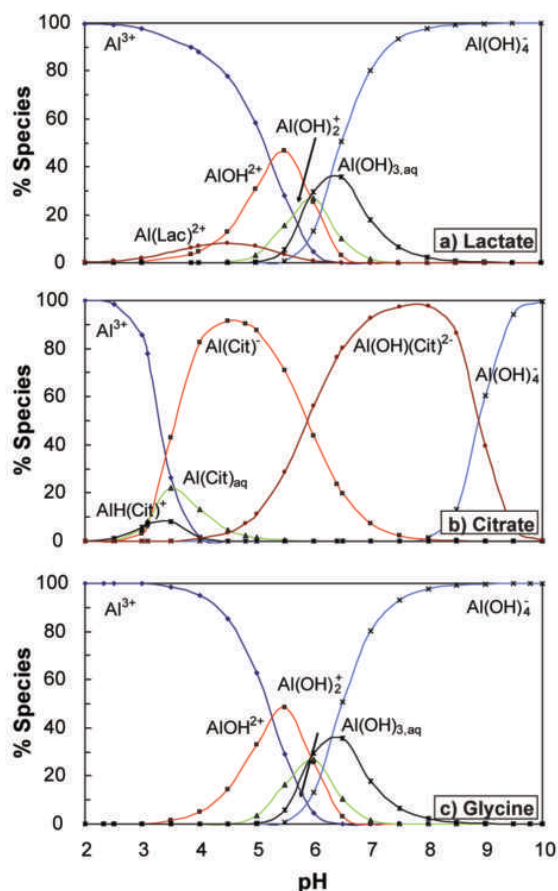 100
Al³⁺
Al(OH)₄⁻
80
Al(OH)₂⁺
% Species
60
AlOH²⁺
Al(OH)₃,aq
40
Al(Lac)²⁺
20
a) Lactate
0
100
Al³⁺
Al(Cit)⁻
Al(OH)(Cit)²⁻
80
Al(OH)₄⁻
% Species
60
40
Al(Cit)aq
AlH(Cit)⁺
20
b) Citrate
0
100
Al³⁺
Al(OH)₄⁻
80
Al(OH)₂⁺
% Species
60
AlOH²⁺
Al(OH)₃,aq
40
20
c) Glycine
0
2 3 4 5 6 7 8 9 10
pH